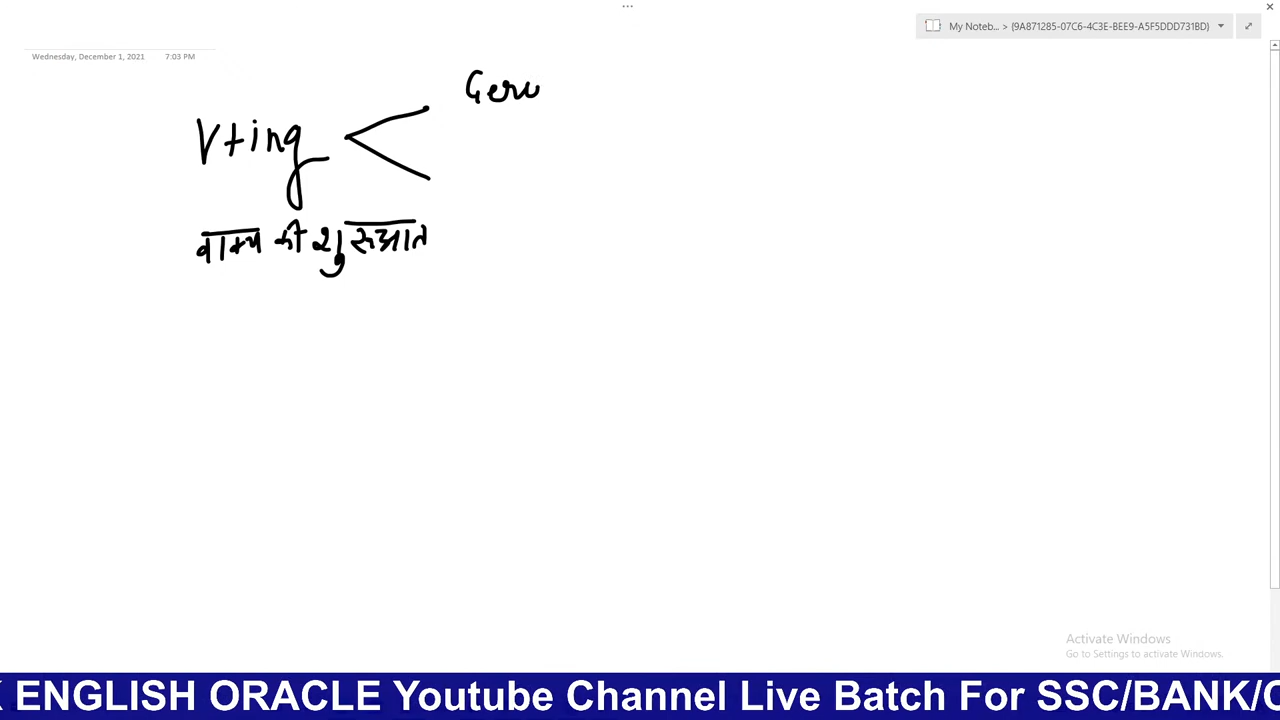 ...
My Noteb... > {9A871285-07C6-4C3E-BEE9-A5F5DDD731BD}
Wednesday, December 1, 2021 7:03 PM
Geru
V+ing
वाक्य की शुरुआत
Activate Windows
Go to Settings to activate Windows.
K ENGLISH ORACLE Youtube Channel Live Batch For SSC/BANK/C